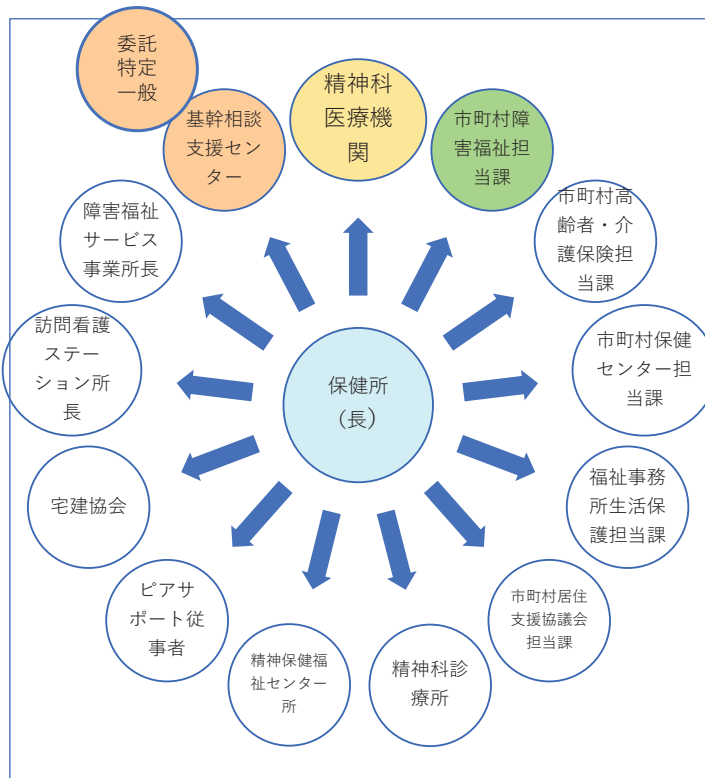 委託
特定
一般
基幹相談
支援セン
ター
精神科
医療機
関
市町村障
害福祉担
当課
障害福祉
サービス
事業所長
市町村高
齢者・介
護保険担
当課
訪問看護
ステー
ション所
長
保健所
（長）
市町村保健
センター担
当課
宅建協会
福祉事務
所生活保
護担当課
ピアサ
ポート従
事者
市町村居住
支援協議会
担当課
精神保健福
祉センター
所
精神科診
療所